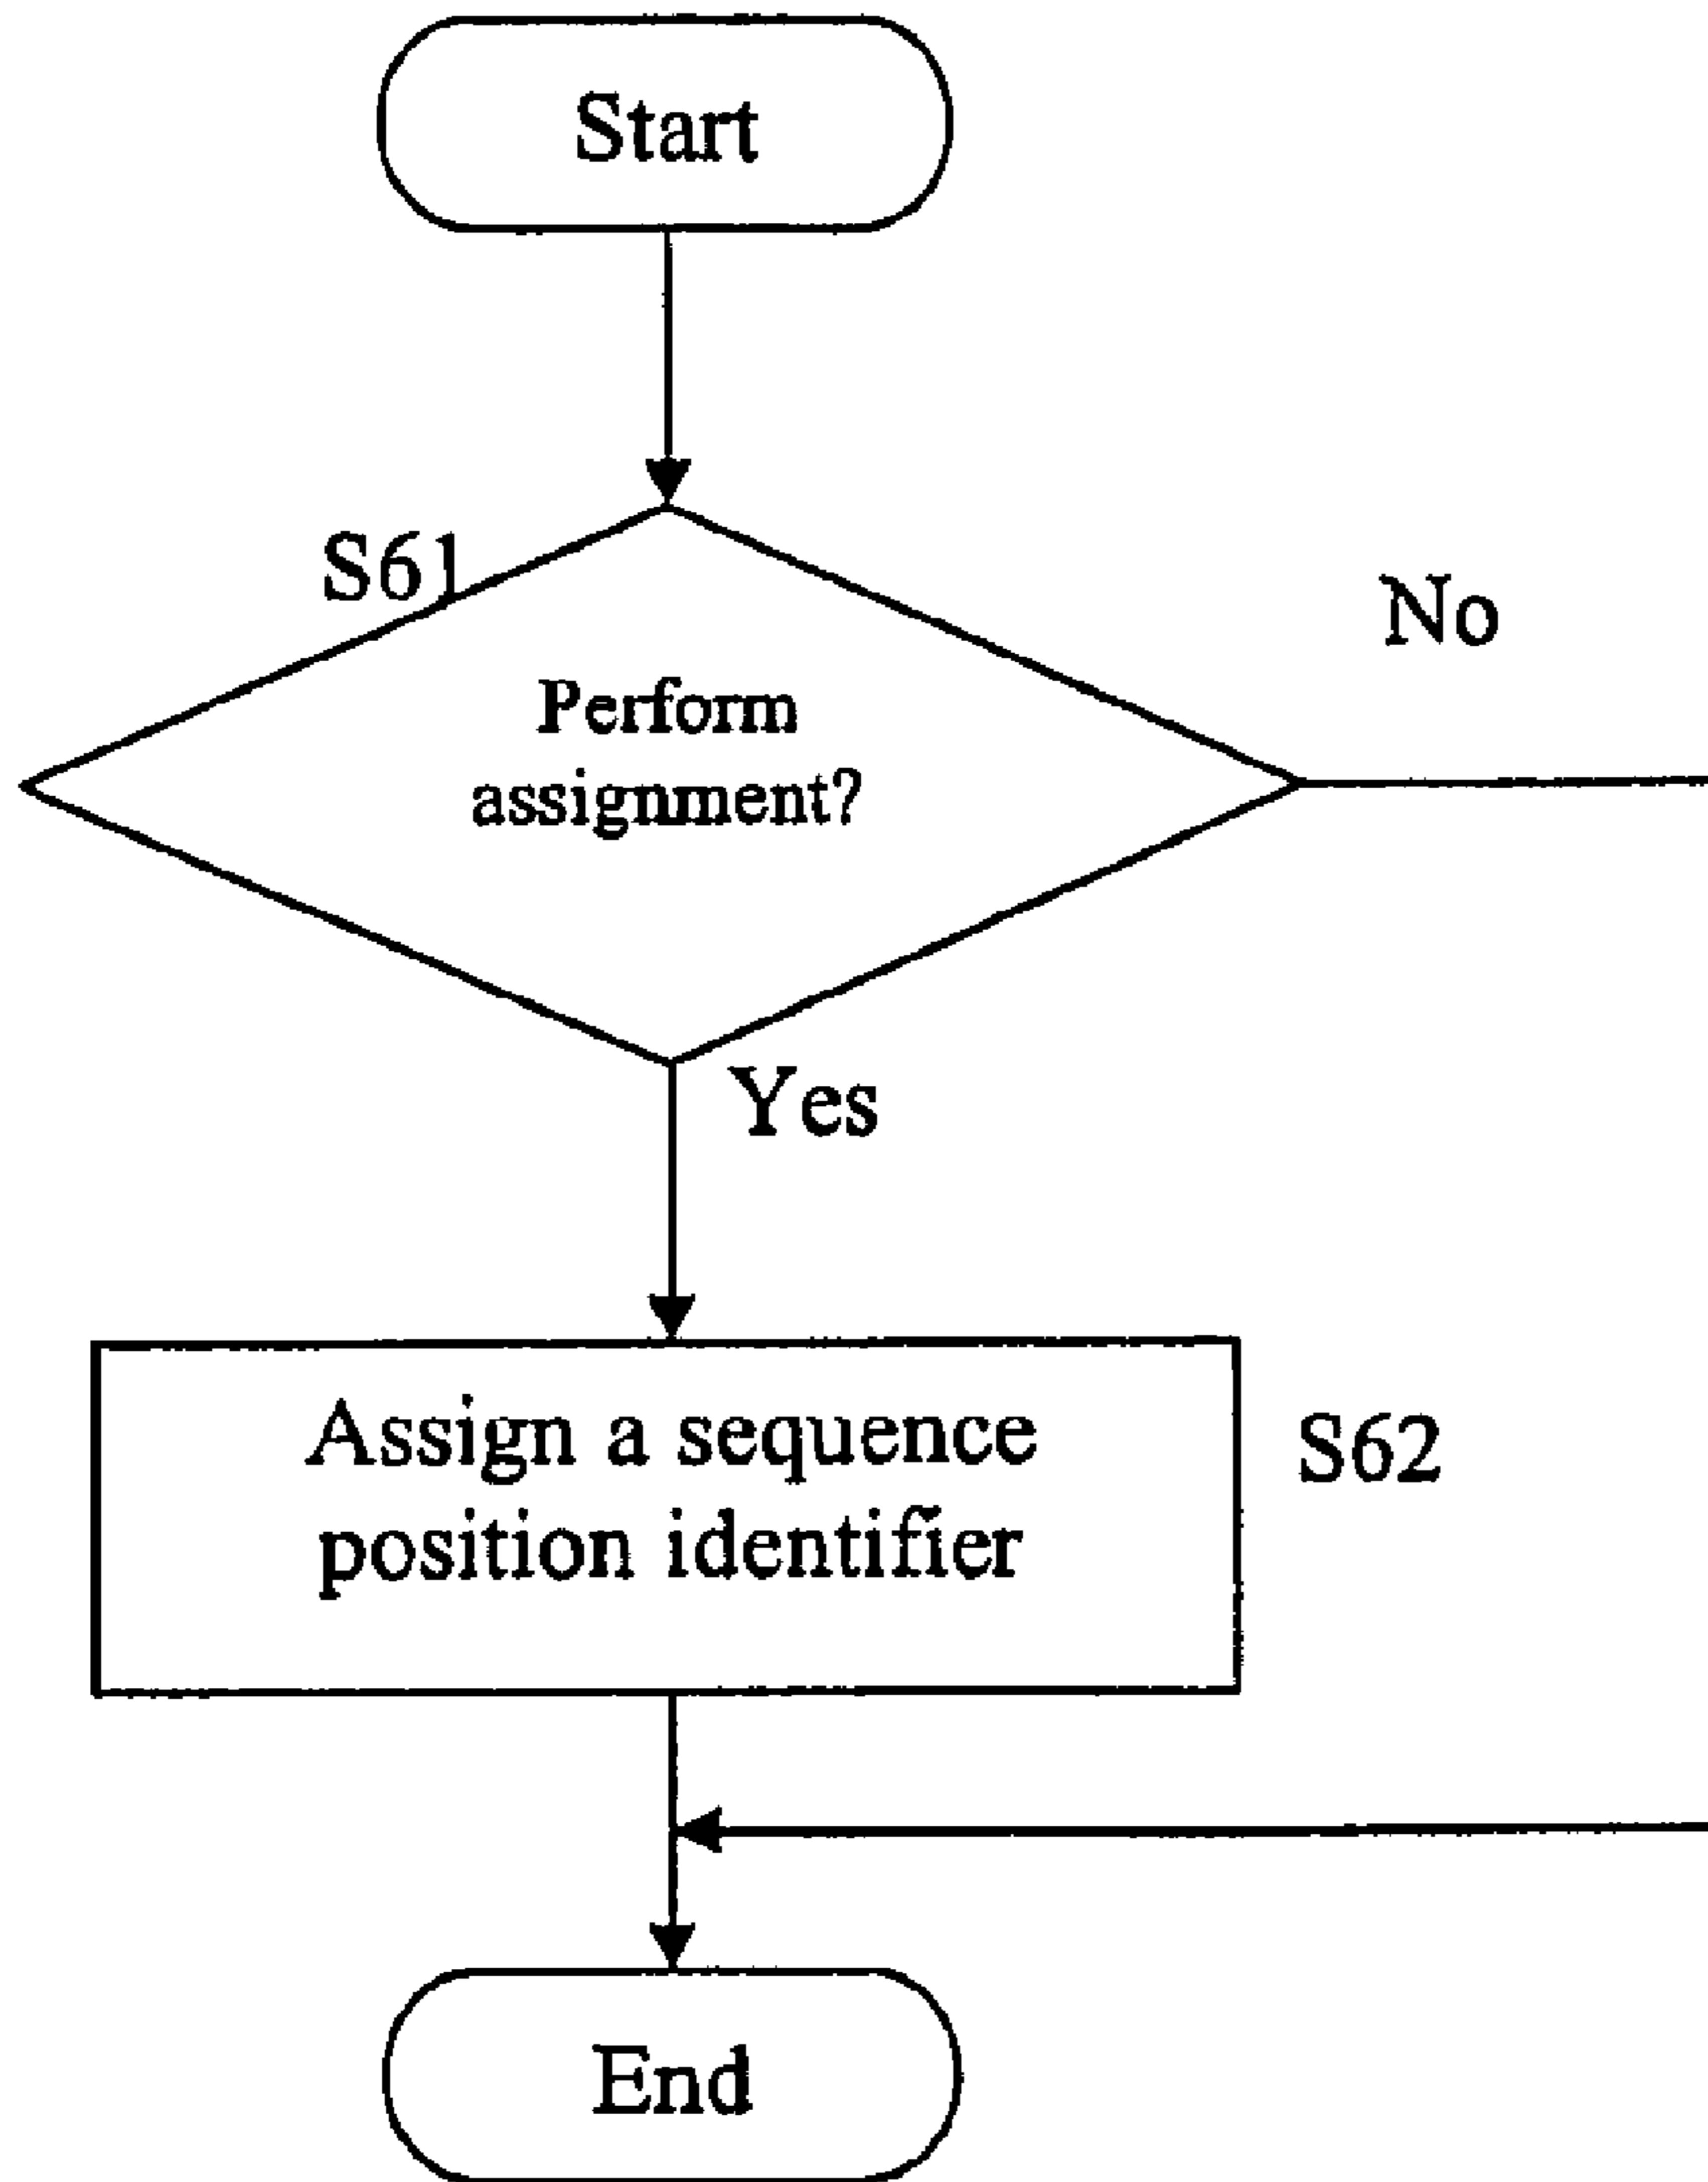 Start
S61
No
Perform
assignment?
Yes
Assign a sequence
position identifier
S62
End